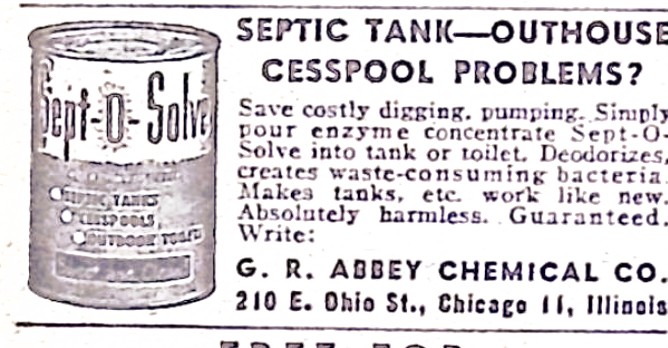 SEPTIC TANK—OUTHOUSE
CESSPOOL PROBLEMS?
Save costly digging, pumping. Simply
pour enzyme concentrate Sept-O-
Solve into tank or toilet. Deodorizes,
creates waste-consuming bacteria.
Makes tanks, etc. work like new.
Absolutely harmless. Guaranteed.
Write:
G. R. ABBEY CHEMICAL CO.
210 E. Ohio St., Chicago 11, Illinois
Sept-O-Solve
SEPTIC TANKS
CESSPOOLS
OUTDOOR TOILETS